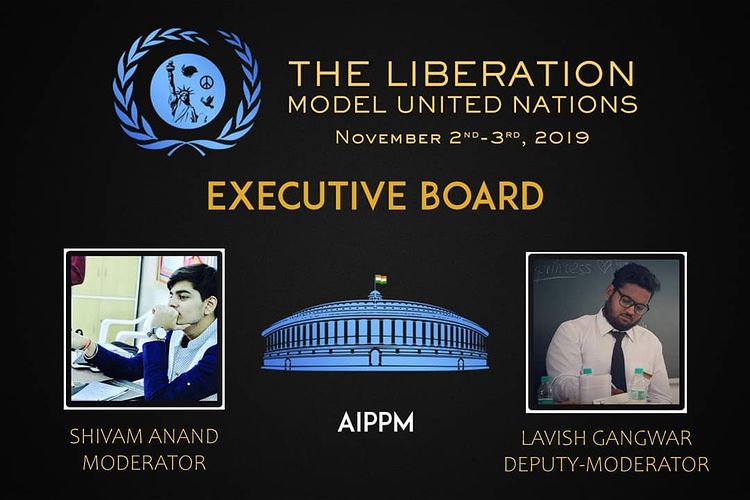 THE LIBERATION
MODEL UNITED NATIONS
NOVEMBER 2ND-3RD, 2019
EXECUTIVE BOARD
princess
AIPPM
SHIVAM ANAND
MODERATOR
LAVISH GANGWAR
DEPUTY-MODERATOR